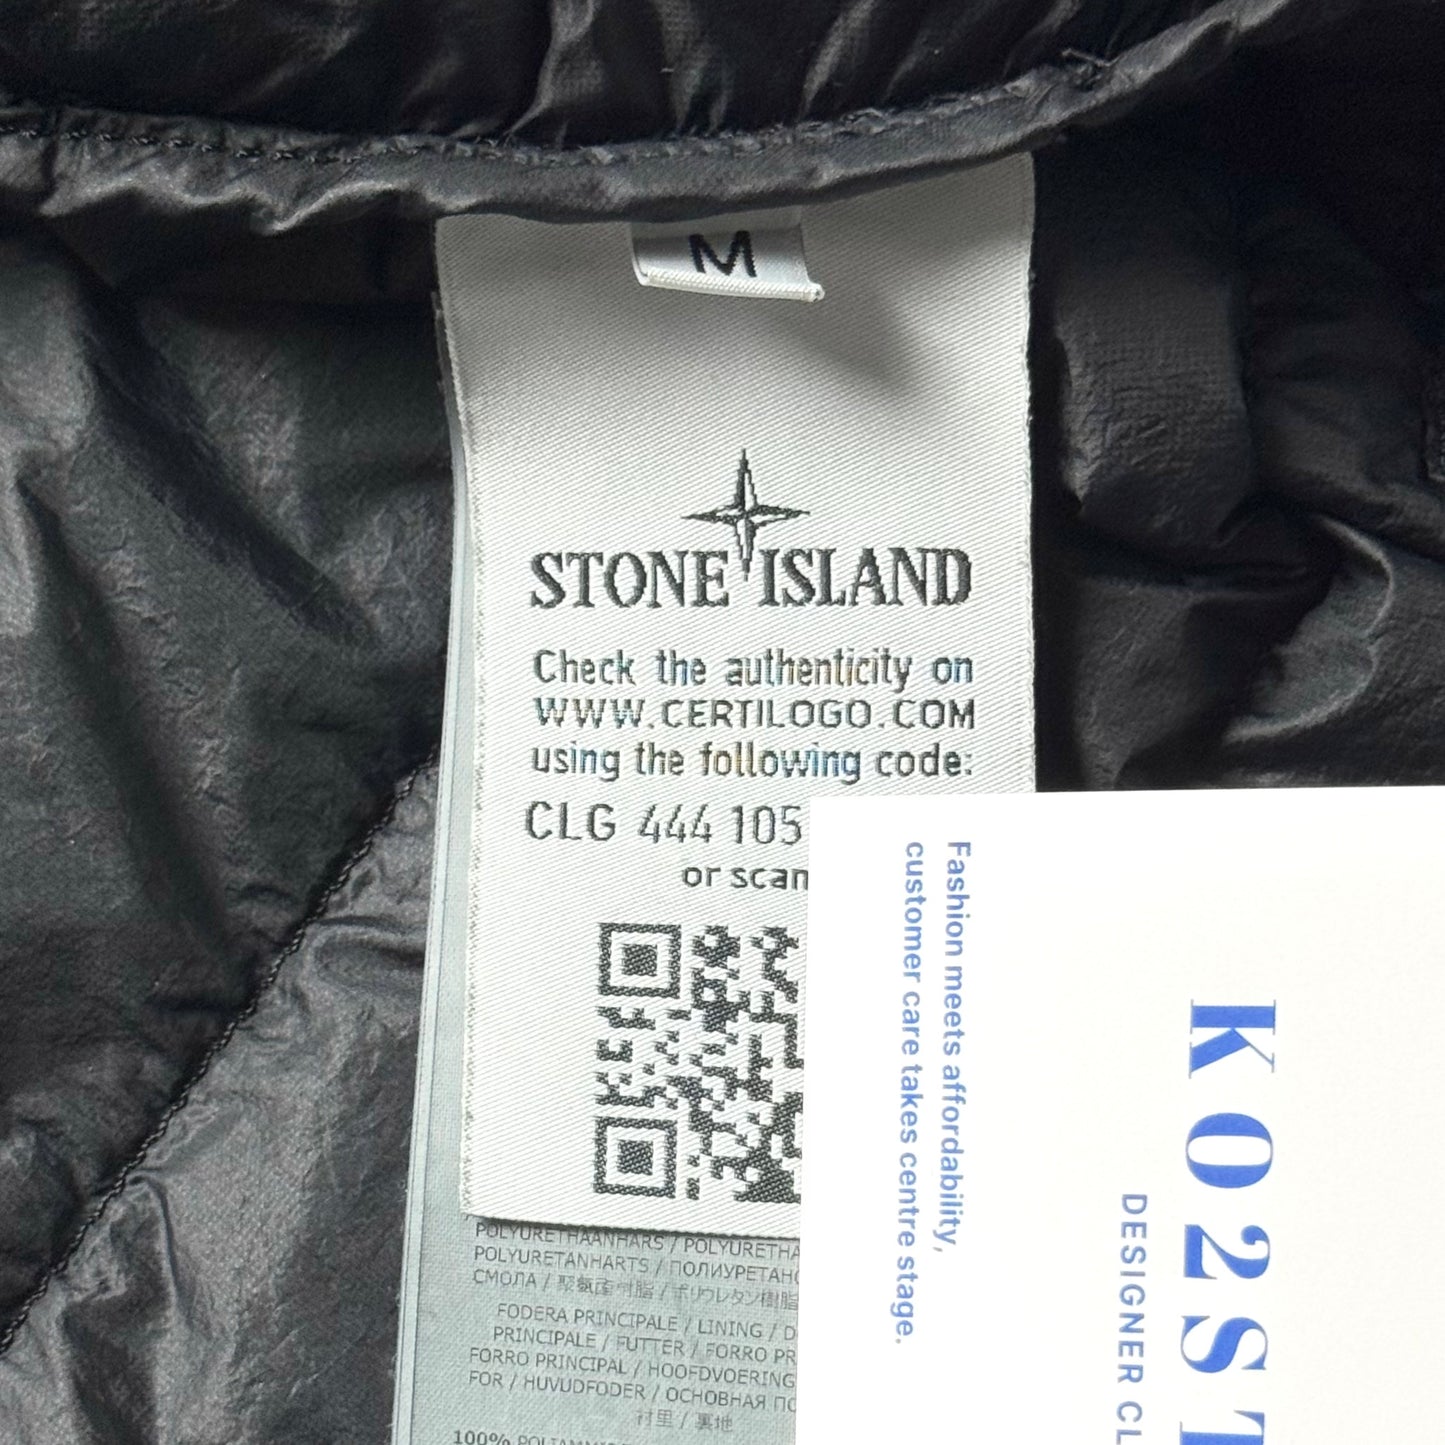 M
STONE ISLAND
Check the authenticity on
WWW.CERTILOGO.COM
using the following code:
CLG 444 105
or scan
POLYURETHAANHARS / POLYURETHA
POLYURETANHARTS / ПОЛИУРЕТАНО
СМОЛА / 聚氨酯树脂 / ポリウレタン樹脂
FODERA PRINCIPALE / LINING / D
PRINCIPALE / FUTTER / FORRO PR
FORRO PRINCIPAL / HOOFDVOERING
FOR / HUVUDFODER / ОСНОВНАЯ ПО
衬里 / 裏地
100%
Fashion meets affordability,
customer care takes centre stage.
K02ST
DESIGNER CL